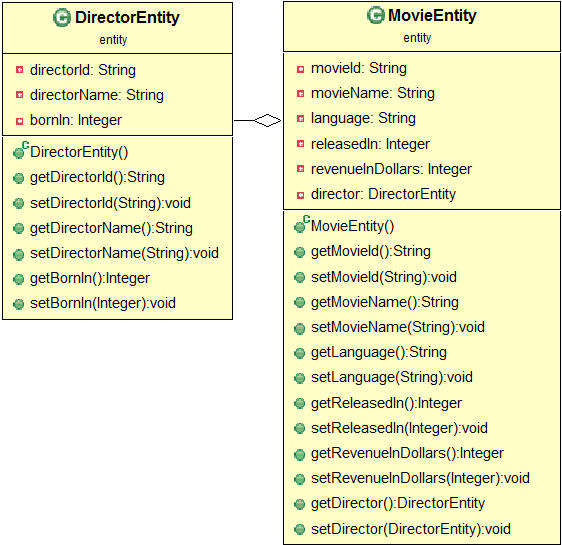 DirectorEntity
entity
directorId: String
directorName: String
bornIn: Integer
DirectorEntity()
getDirectorId():String
setDirectorId(String):void
getDirectorName():String
setDirectorName(String):void
getBornIn():Integer
setBornIn(Integer):void
MovieEntity
entity
movieId: String
movieName: String
language: String
releasedIn: Integer
revenueInDollars: Integer
director: DirectorEntity
MovieEntity()
getMovieId():String
setMovieId(String):void
getMovieName():String
setMovieName(String):void
getLanguage():String
setLanguage(String):void
getReleasedIn():Integer
setReleasedIn(Integer):void
getRevenueInDollars():Integer
setRevenueInDollars(Integer):void
getDirector():DirectorEntity
setDirector(DirectorEntity):void